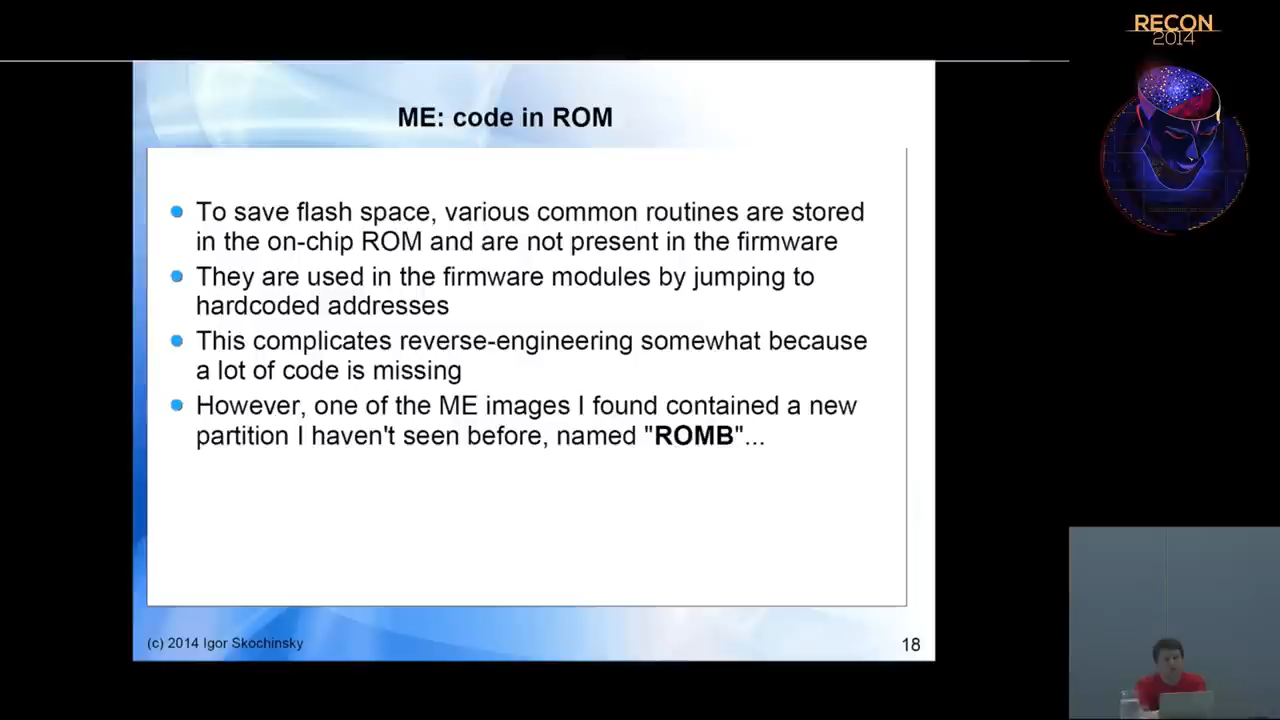 RECON
2014
ME: code in ROM
To save flash space, various common routines are stored
in the on-chip ROM and are not present in the firmware
They are used in the firmware modules by jumping to
hardcoded addresses
This complicates reverse-engineering somewhat because
a lot of code is missing
However, one of the ME images I found contained a new
partition I haven't seen before, named "ROMB"...
(c) 2014 Igor Skochinsky
18